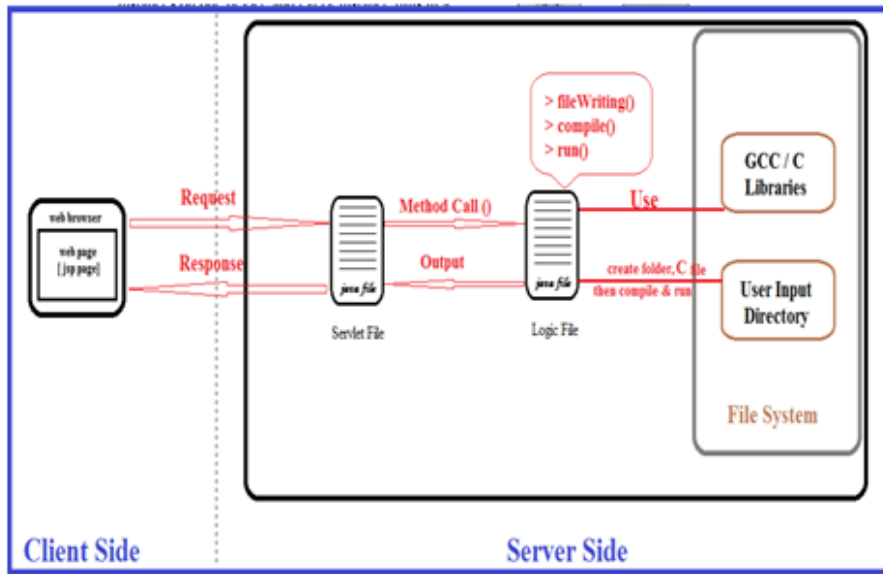 > fileWriting()
> compile()
> run()
GCC / C
Libraries
web browser
web page
[.jsp page]
Request
Response
java file
Servlet File
Method Call ()
Output
java file
Logic File
Use
create folder, C file
then compile & run
User Input
Directory
File System
Client Side
Server Side